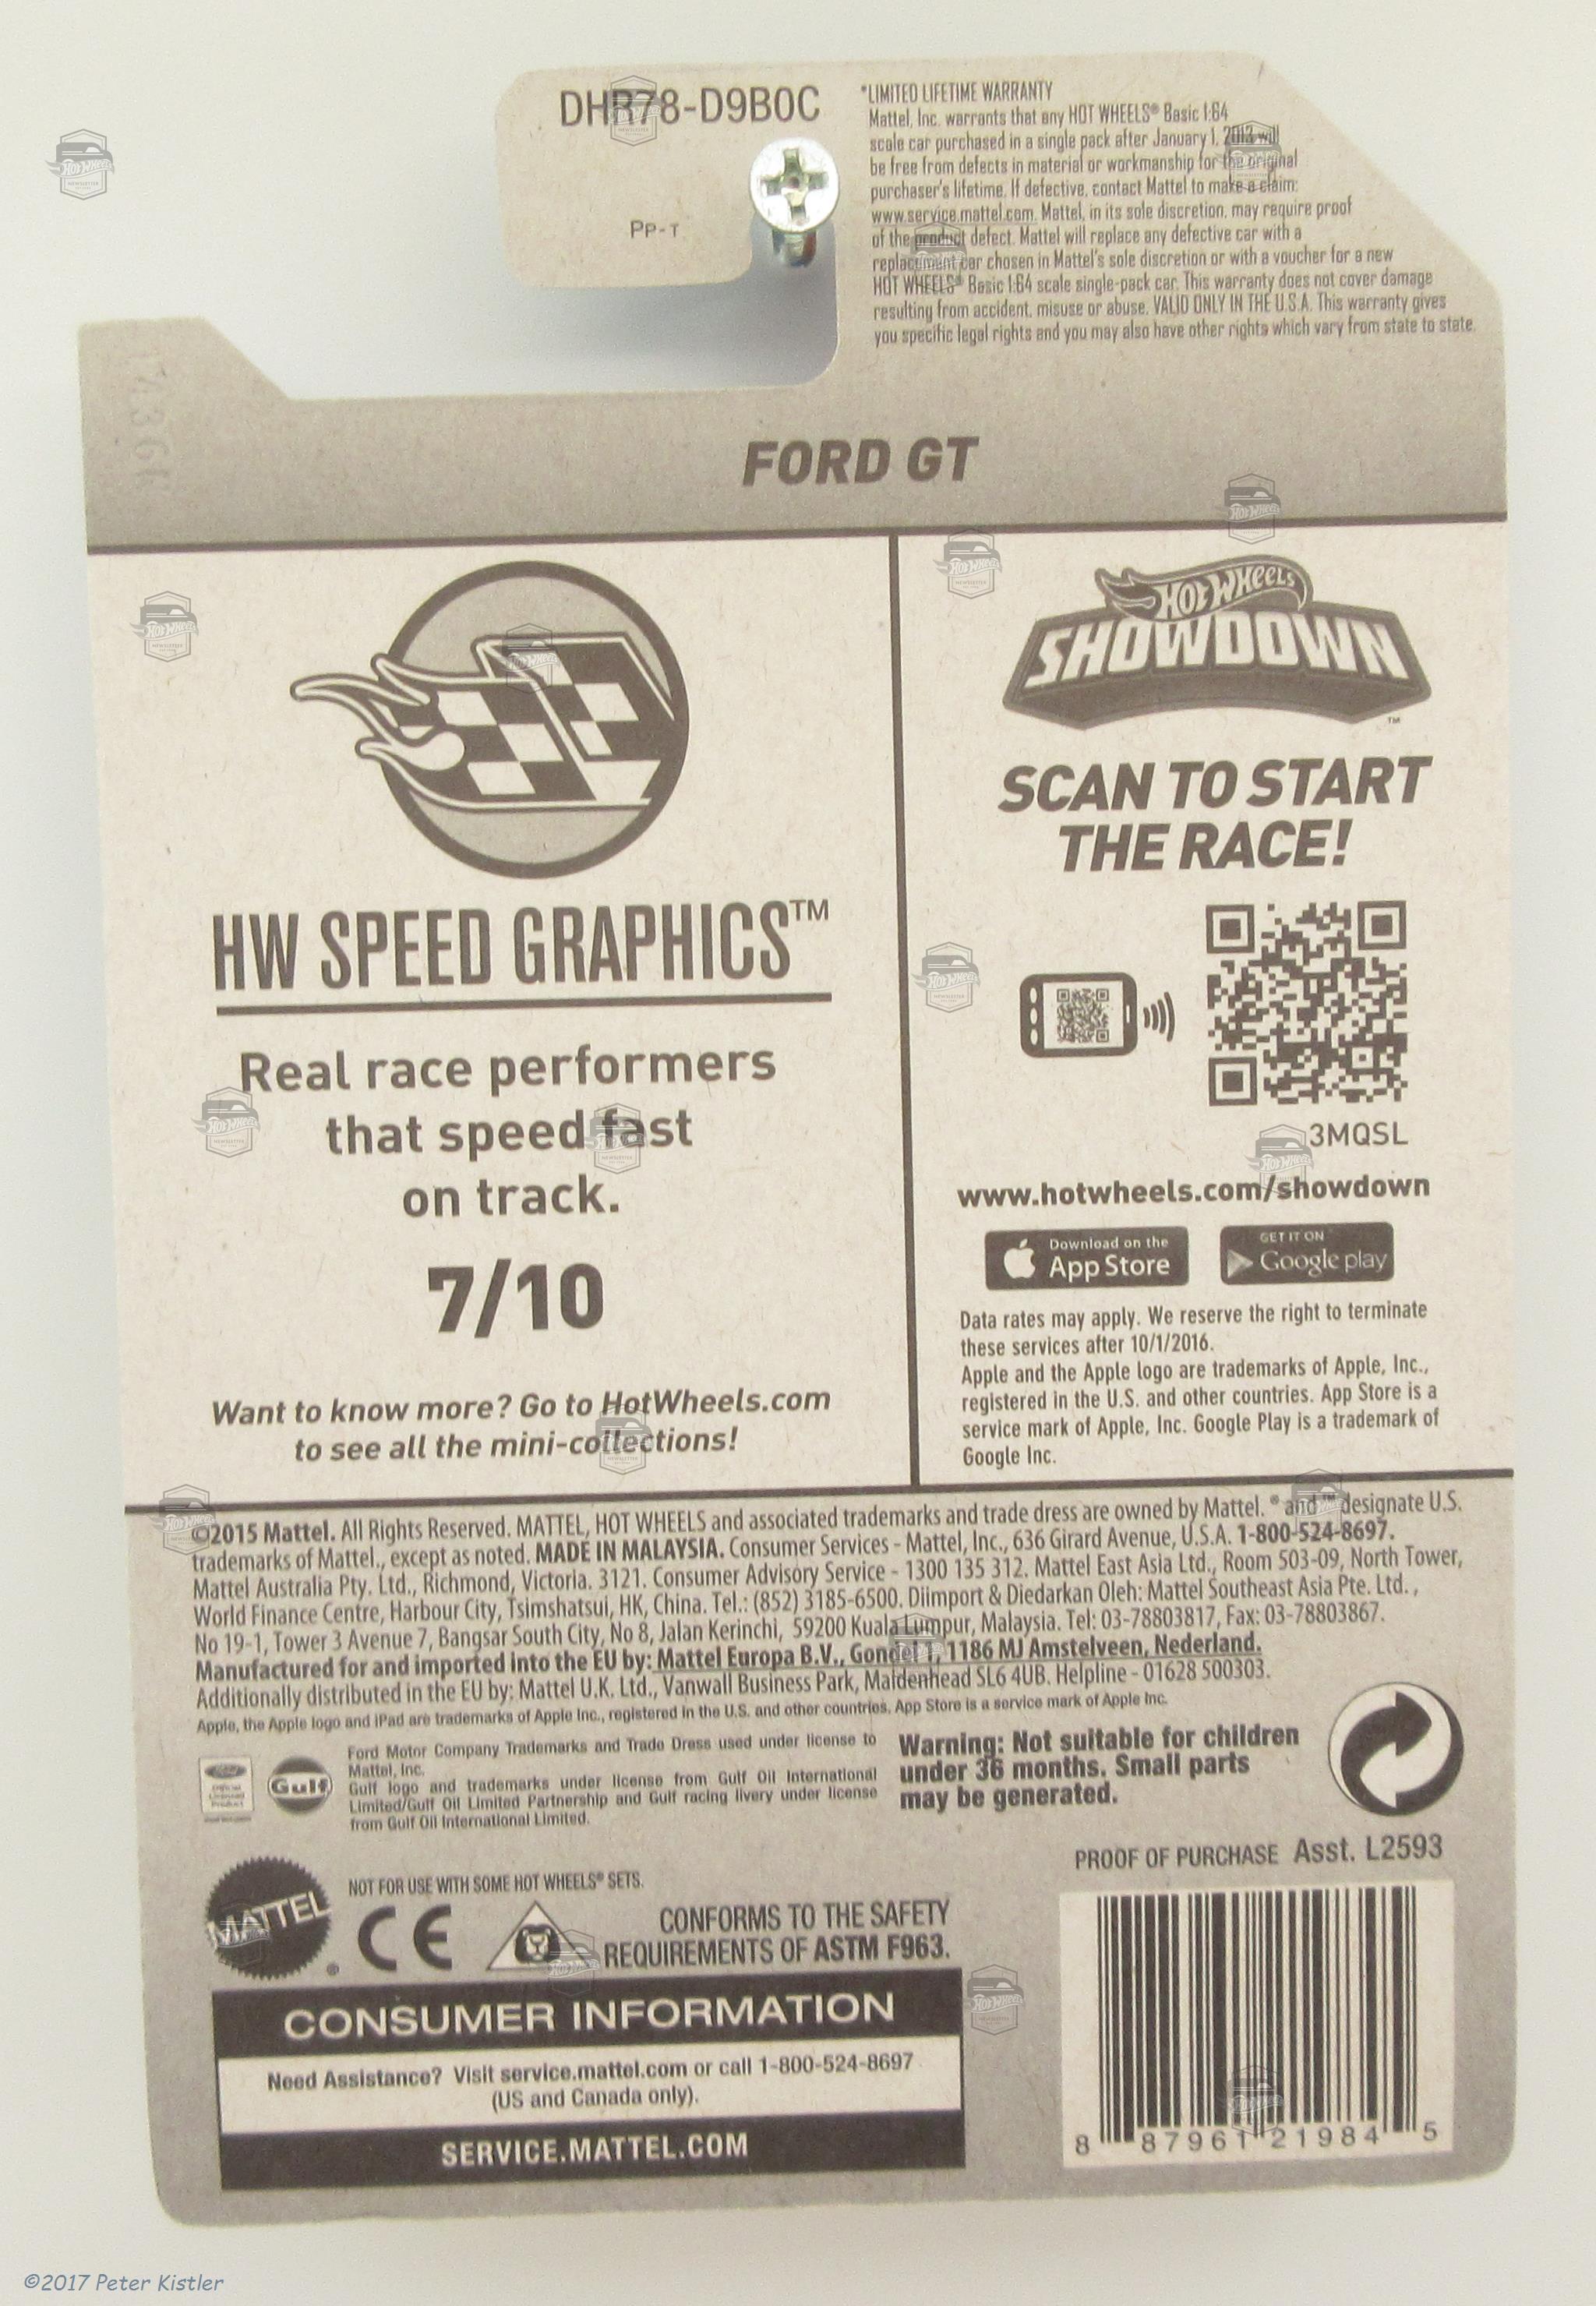 DHR78-D9B0C
PP-T
*LIMITED LIFETIME WARRANTY
Mattel, Inc. warrants that any HOT WHEELS® Basic 1:64
scale car purchased in a single pack after January 1, 2013 will
be free from defects in material or workmanship for the original
purchaser's lifetime. If defective, contact Mattel to make a claim:
www.service.mattel.com. Mattel, in its sole discretion, may require proof
of the product defect. Mattel will replace any defective car with a
replacement car chosen in Mattel's sole discretion or with a voucher for a new
HOT WHEELS® Basic 1:64 scale single-pack car. This warranty does not cover damage
resulting from accident, misuse or abuse. VALID ONLY IN THE U.S.A. This warranty gives
you specific legal rights and you may also have other rights which vary from state to state.
FORD GT
HW SPEED GRAPHICS™
Real race performers
that speed fast
on track.
7/10
Want to know more? Go to HotWheels.com
to see all the mini-collections!
HOT WHEELS
SHOWDOWN™
SCAN TO START
THE RACE!
3MQSL
www.hotwheels.com/showdown
Download on the
App Store
GET IT ON
Google play
Data rates may apply. We reserve the right to terminate
these services after 10/1/2016.
Apple and the Apple logo are trademarks of Apple, Inc.,
registered in the U.S. and other countries. App Store is a
service mark of Apple, Inc. Google Play is a trademark of
Google Inc.
©2015 Mattel. All Rights Reserved. MATTEL, HOT WHEELS and associated trademarks and trade dress are owned by Mattel. ® and ™ designate U.S.
trademarks of Mattel., except as noted. MADE IN MALAYSIA. Consumer Services - Mattel, Inc., 636 Girard Avenue, U.S.A. 1-800-524-8697.
Mattel Australia Pty. Ltd., Richmond, Victoria. 3121. Consumer Advisory Service - 1300 135 312. Mattel East Asia Ltd., Room 503-09, North Tower,
World Finance Centre, Harbour City, Tsimshatsui, HK, China. Tel.: (852) 3185-6500. Diimport & Diedarkan Oleh: Mattel Southeast Asia Pte. Ltd.,
No 19-1, Tower 3 Avenue 7, Bangsar South City, No 8, Jalan Kerinchi, 59200 Kuala Lumpur, Malaysia. Tel: 03-78803817, Fax: 03-78803867.
Manufactured for and imported into the EU by: Mattel Europa B.V., Gondel 1, 1186 MJ Amstelveen, Nederland.
Additionally distributed in the EU by: Mattel U.K. Ltd., Vanwall Business Park, Maidenhead SL6 4UB. Helpline - 01628 500303.
Apple, the Apple logo and iPad are trademarks of Apple Inc., registered in the U.S. and other countries. App Store is a service mark of Apple Inc.
Official
Licensed
Product
Gulf
Ford Motor Company Trademarks and Trade Dress used under license to
Mattel, Inc.
Gulf logo and trademarks under license from Gulf Oil International
Limited/Gulf Oil Limited Partnership and Gulf racing livery under license
from Gulf Oil International Limited.
Warning: Not suitable for children
under 36 months. Small parts
may be generated.
PROOF OF PURCHASE Asst. L2593
MATTEL®
NOT FOR USE WITH SOME HOT WHEELS® SETS.
CE
CONFORMS TO THE SAFETY
REQUIREMENTS OF ASTM F963.
CONSUMER INFORMATION
Need Assistance? Visit service.mattel.com or call 1-800-524-8697
(US and Canada only).
SERVICE.MATTEL.COM
8 87961 21984 5
©2017 Peter Kistler